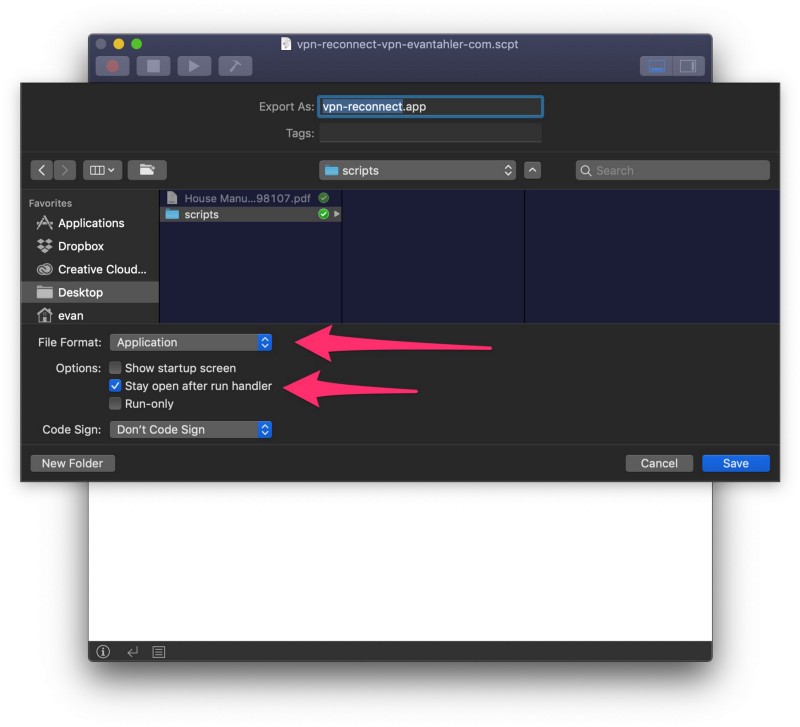 vpn-reconnect-vpn-evantahler-com.scpt
Export As: vpn-reconnect.app
Tags:
scripts
Search
Favorites
House Manu...98107.pdf
Applications
scripts
Dropbox
Creative Cloud...
Desktop
evan
File Format: Application
Options: Show startup screen
Stay open after run handler
Run-only
Code Sign: Don't Code Sign
New Folder
Cancel
Save